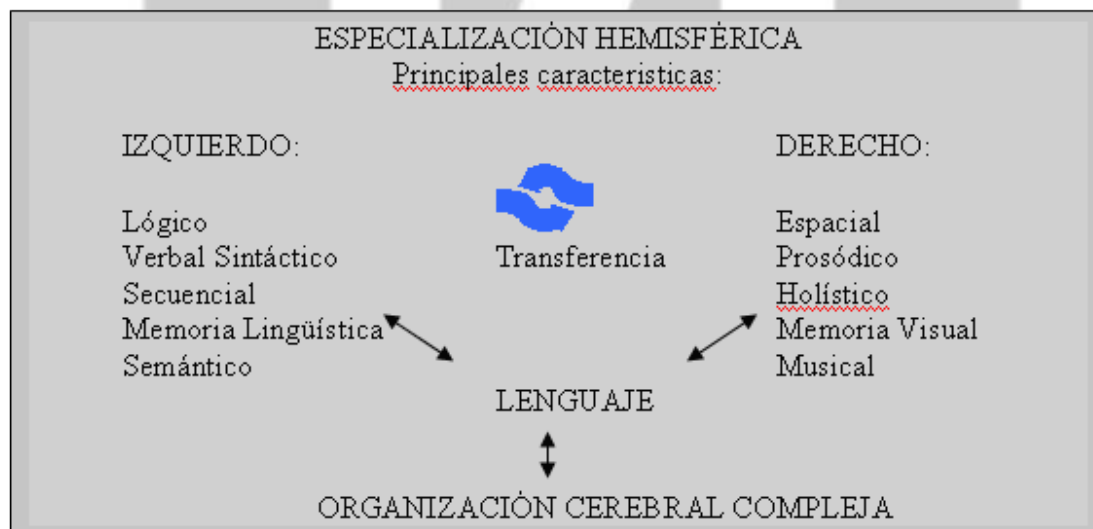 ESPECIALIZACIÓN HEMISFÉRICA
Principales caracteristicas:
IZQUIERDO:
Lógico
Verbal Sintáctico
Secuencial
Memoria Lingüística
Semántico
Transferencia
DERECHO:
Espacial
Prosódico
Holístico
Memoria Visual
Musical
LENGUAJE
ORGANIZACIÓN CEREBRAL COMPLEJA